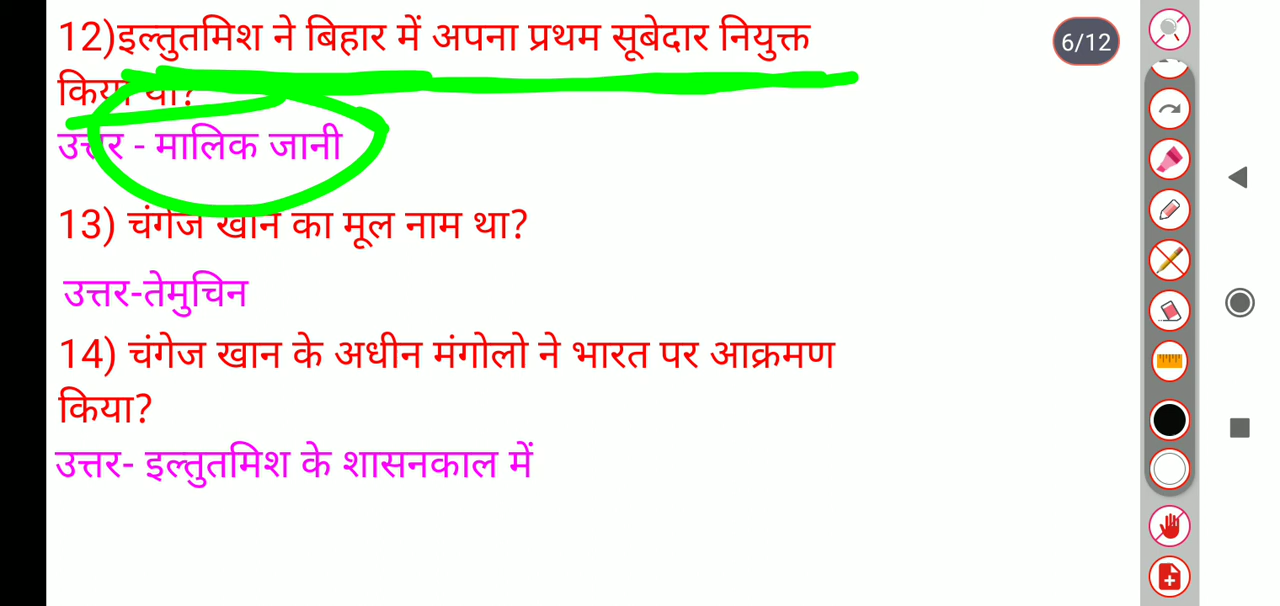 12)इल्तुतमिश ने बिहार में अपना प्रथम सूबेदार नियुक्त
किया था?
उत्तर - मालिक जानी
13) चंगेज खान का मूल नाम था?
उत्तर-तेमुचिन
14) चंगेज खान के अधीन मंगोलो ने भारत पर आक्रमण
किया?
उत्तर- इल्तुतमिश के शासनकाल में
6/12